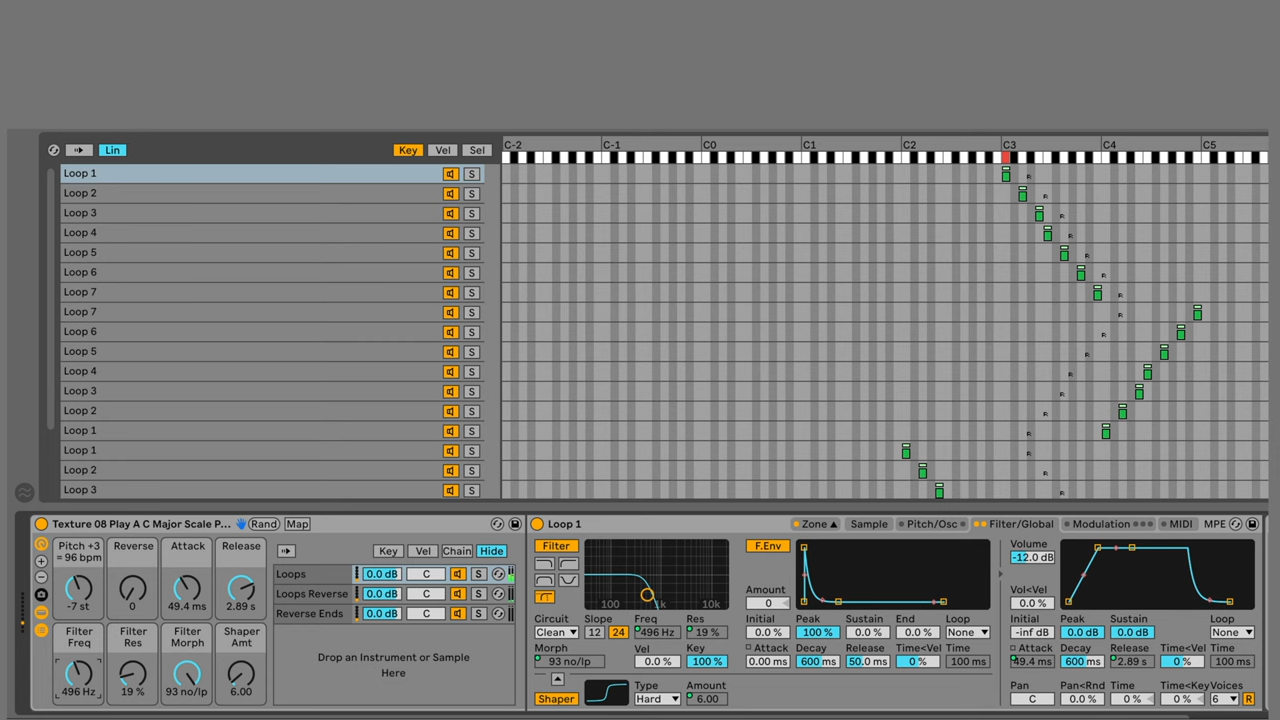 Lin Key Vel Sel C-2 C-1 C0 C1 C2 C3 C4 C5
Loop 1 S R
Loop 2 S R
Loop 3 S R
Loop 4 S R
Loop 5 S R
Loop 6 S R
Loop 7 S R
Loop 7 S R
Loop 6 S R
Loop 5 S R
Loop 4 S R
Loop 3 S R
Loop 2 S R
Loop 1 S R
Loop 1 S R
Loop 2 S R
Loop 3 S R
Texture 08 Play A C Major Scale P... Rand Map
Pitch +3 = 96 bpm
-7 st
Reverse
0
Attack
49.4 ms
Release
2.89 s
Filter Freq
496 Hz
Filter Res
19 %
Filter Morph
93 no/lp
Shaper Amt
6.00
Key Vel Chain Hide
Loops 0.0 dB C S
Loops Reverse 0.0 dB C S
Reverse Ends 0.0 dB C S
Drop an Instrument or Sample
Here
Loop 1 Zone Sample Pitch/Osc Filter/Global Modulation MIDI MPE
Filter
100 1k 10k
Circuit Slope Freq Res
Clean 12 24 496 Hz 19 %
Morph Vel Key
93 no/lp 0.0 % 100 %
Shaper Type Amount
Hard 6.00
F.Env
Amount
0
Initial Peak Sustain End Loop
0.0 % 100 % 0.0 % 0.0 % None
Attack Decay Release Time<Vel Time
0.00 ms 600 ms 50.0 ms 0 % 100 ms
Volume
-12.0 dB
Vol<Vel
0.0 %
Initial Peak Sustain Loop
-inf dB 0.0 dB 0.0 dB None
Attack Decay Release Time<Vel Time
49.4 ms 600 ms 2.89 s 0 % 100 ms
Pan Pan<Rnd Time Time<Key Voices
C 0.0 % 0 % 0 % 6 R